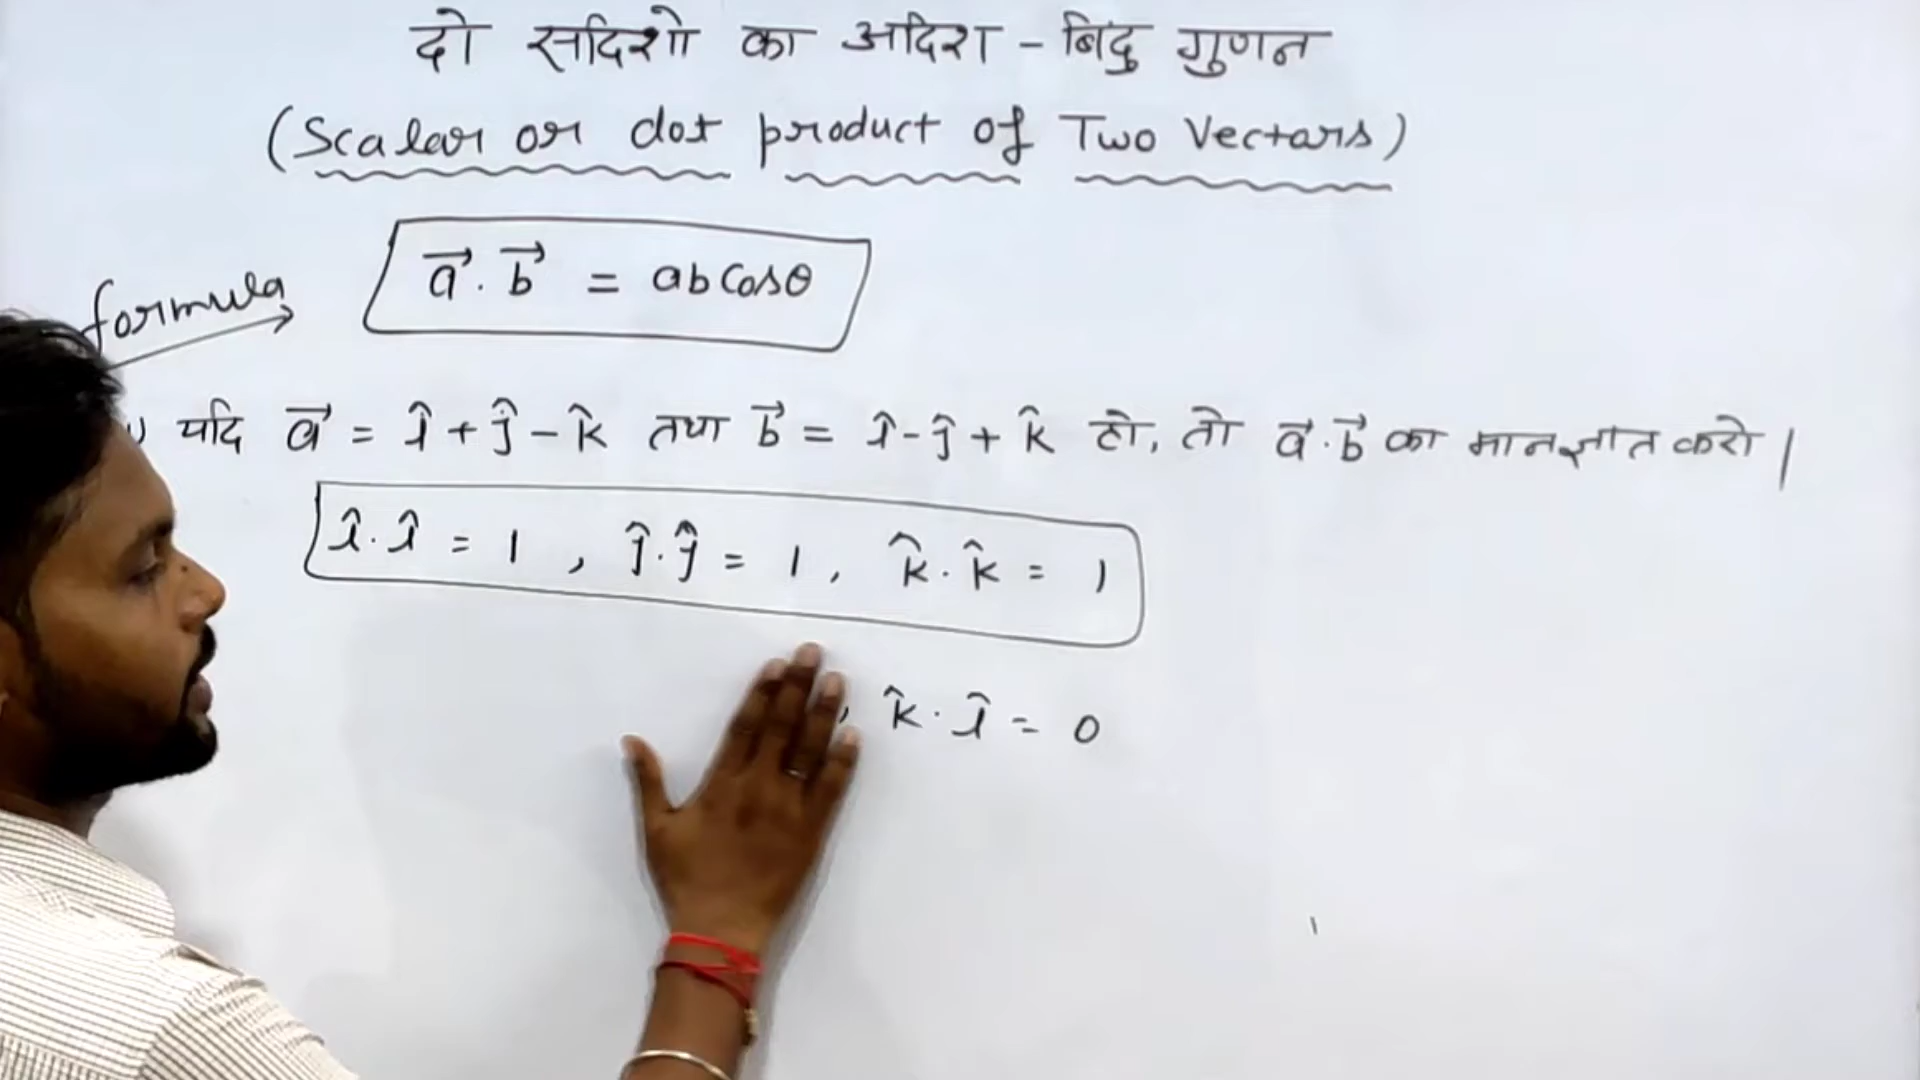 दो सदिशो का अदिश - बिंदु गुणन
(Scalar or dot product of Two Vectors)
formula a⃗ . b⃗ = ab Cosθ
यदि a⃗ = î + ĵ - k̂ तथा b⃗ = î - ĵ + k̂ हो, तो a⃗ . b⃗ का मान ज्ञात करो |
î . î = 1 , ĵ . ĵ = 1 , k̂ . k̂ = 1
, k̂ . î = 0